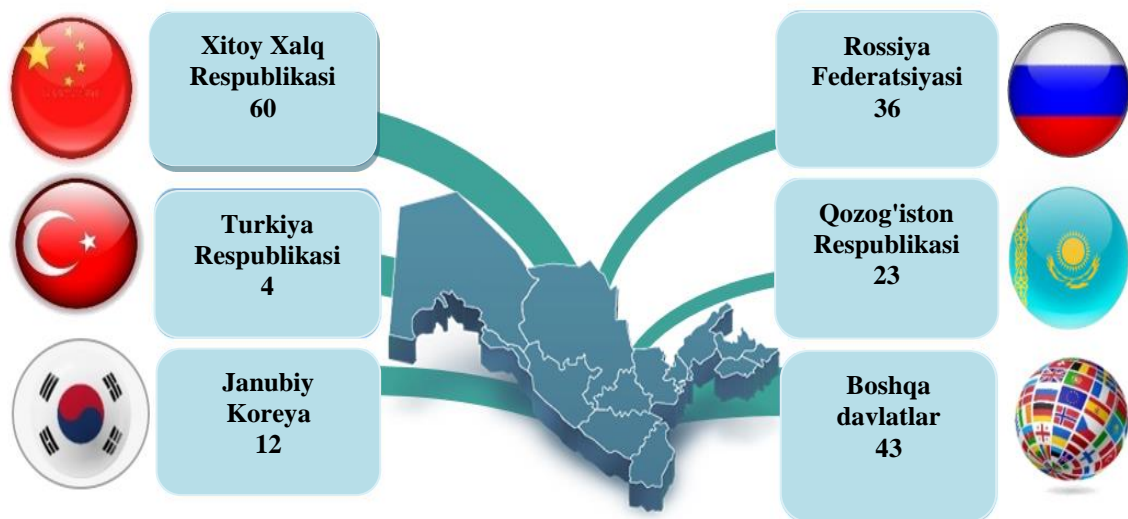 Xitoy Xalq
Respublikasi
60
Rossiya
Federatsiyasi
36
Turkiya
Respublikasi
4
Qozog'iston
Respublikasi
23
Janubiy
Koreya
12
Boshqa
davlatlar
43